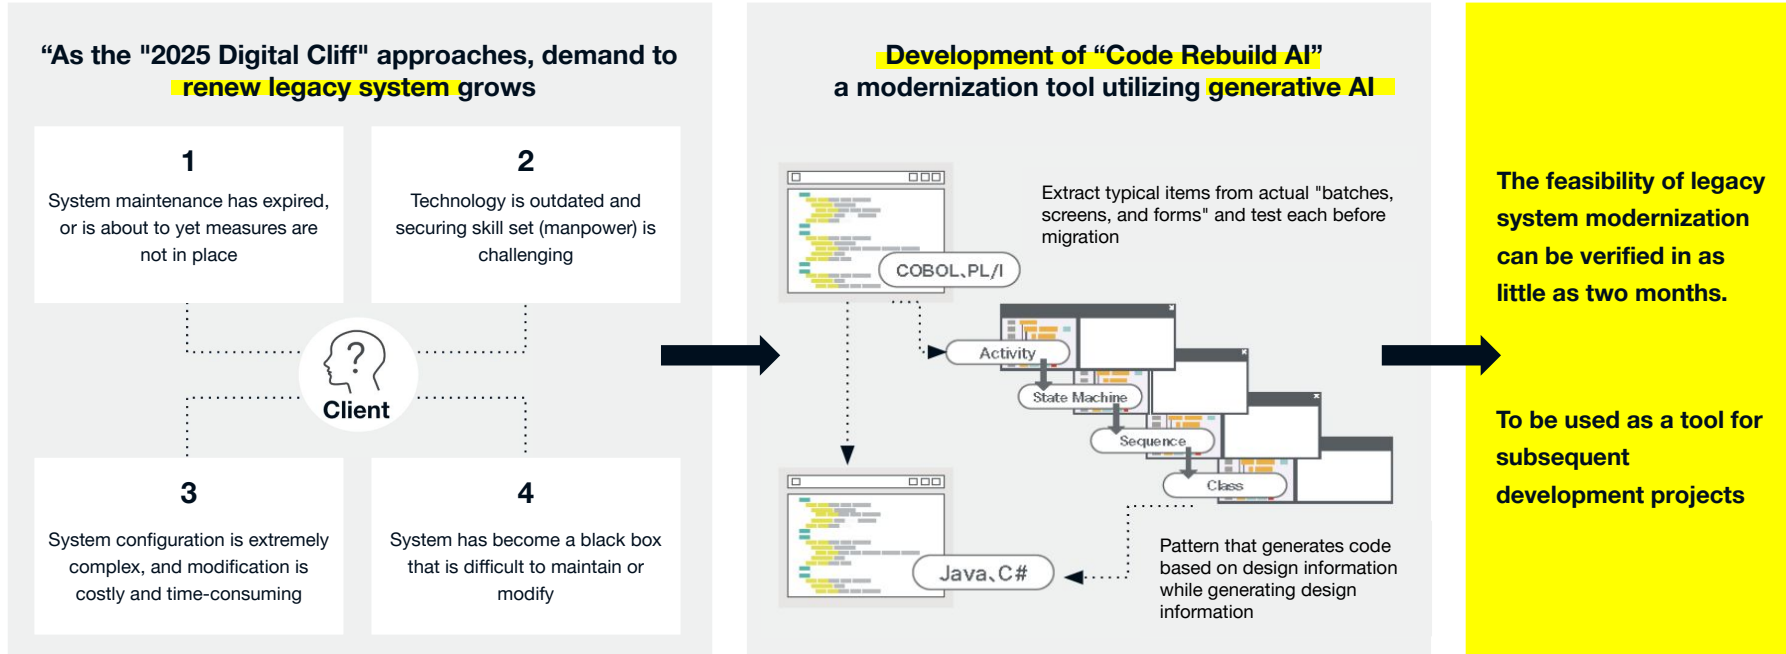 “As the "2025 Digital Cliff" approaches, demand to
renew legacy system grows
1
System maintenance has expired,
or is about to yet measures are
not in place
2
Technology is outdated and
securing skill set (manpower) is
challenging
?
Client
3
System configuration is extremely
complex, and modification is
costly and time-consuming
4
System has become a black box
that is difficult to maintain or
modify
Development of “Code Rebuild AI”
a modernization tool utilizing generative AI
COBOL、PL/I
Extract typical items from actual "batches,
screens, and forms" and test each before
migration
Activity
State Machine
Sequence
Class
Java、C#
Pattern that generates code
based on design information
while generating design
information
The feasibility of legacy
system modernization
can be verified in as
little as two months.
To be used as a tool for
subsequent
development projects